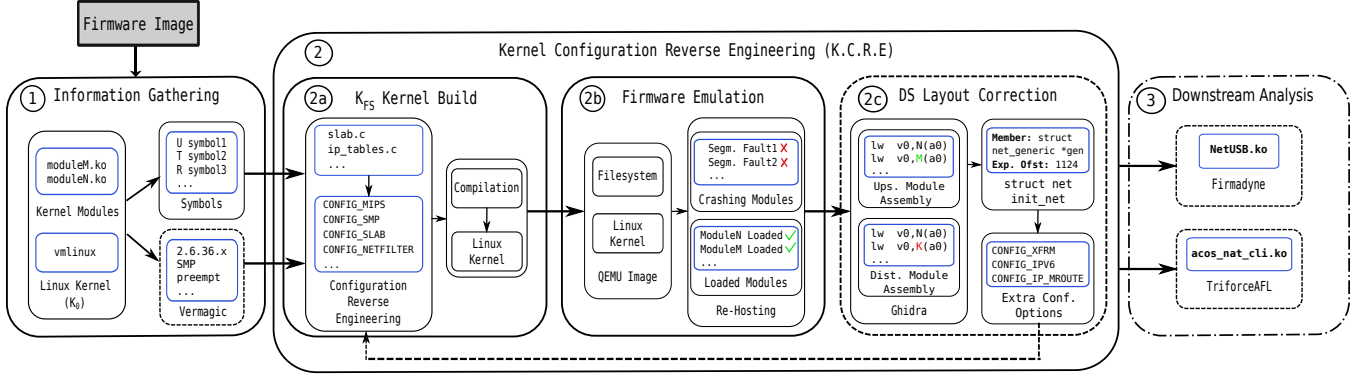 Firmware Image
1 Information Gathering
moduleM.ko
moduleN.ko
Kernel Modules
vmlinux
Linux Kernel
(K0)
U symbol1
T symbol2
R symbol3
...
Symbols
2.6.36.x
SMP
preempt
...
Vermagic
2 Kernel Configuration Reverse Engineering (K.C.R.E)
2a KFS Kernel Build
slab.c
ip_tables.c
...
CONFIG_MIPS
CONFIG_SMP
CONFIG_SLAB
CONFIG_NETFILTER
...
Configuration
Reverse
Engineering
Compilation
Linux
Kernel
2b Firmware Emulation
Filesystem
Linux
Kernel
QEMU Image
Segm. Fault1 ✗
Segm. Fault2 ✗
...
Crashing Modules
ModuleN Loaded ✓
ModuleM Loaded ✓
...
Loaded Modules
Re-Hosting
2c DS Layout Correction
lw v0,N(a0)
lw v0,M(a0)
...
Ups. Module
Assembly
lw v0,N(a0)
lw v0,K(a0)
...
Dist. Module
Assembly
Ghidra
Member: struct
net_generic *gen
Exp. Ofst: 1124
struct net
init_net
CONFIG_XFRM
CONFIG_IPV6
CONFIG_IP_MROUTE
Extra Conf.
Options
3 Downstream Analysis
NetUSB.ko
Firmadyne
acos_nat_cli.ko
TriforceAFL